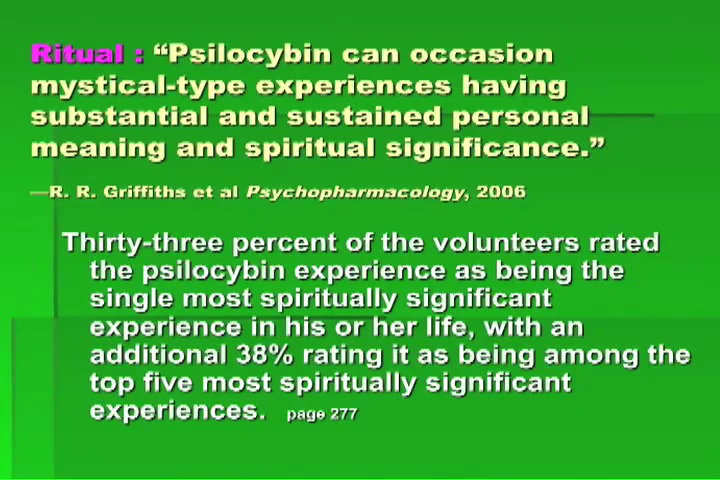 Ritual : “Psilocybin can occasion
mystical-type experiences having
substantial and sustained personal
meaning and spiritual significance.”
—R. R. Griffiths et al Psychopharmacology, 2006
Thirty-three percent of the volunteers rated
the psilocybin experience as being the
single most spiritually significant
experience in his or her life, with an
additional 38% rating it as being among the
top five most spiritually significant
experiences. page 277